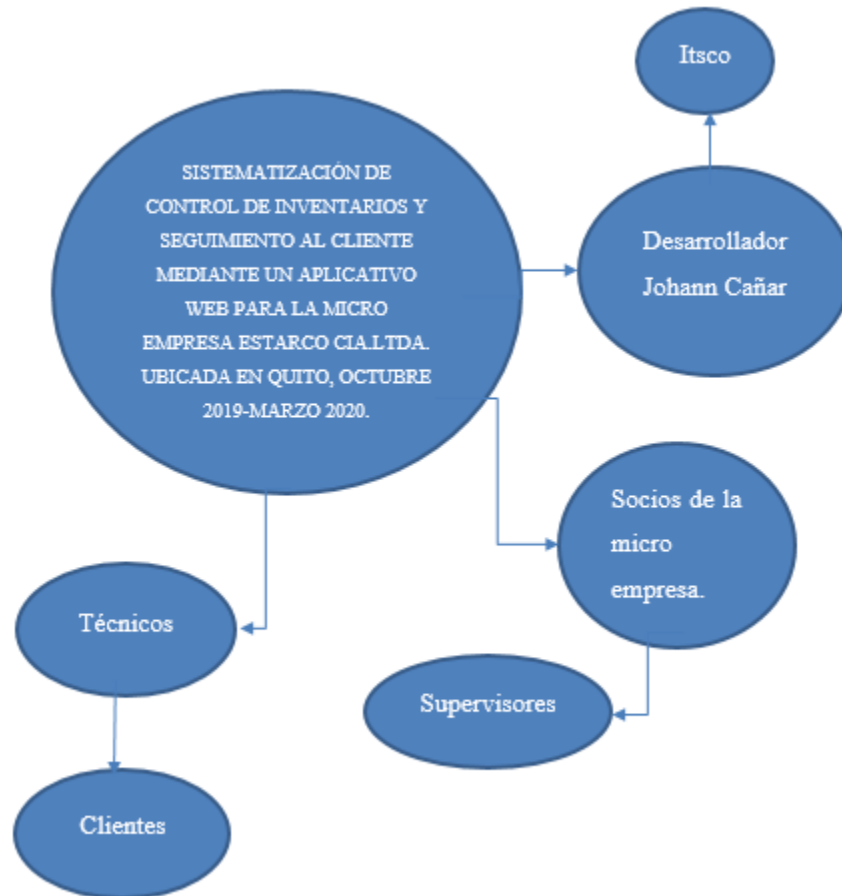 Itsco
SISTEMATIZACIÓN DE
CONTROL DE INVENTARIOS Y
SEGUIMIENTO AL CLIENTE
MEDIANTE UN APLICATIVO
WEB PARA LA MICRO
EMPRESA ESTARCO CIA.LTDA.
UBICADA EN QUITO, OCTUBRE
2019-MARZO 2020.
Desarrollador
Johann Cañar
Socios de la
micro
empresa.
Técnicos
Supervisores
Clientes